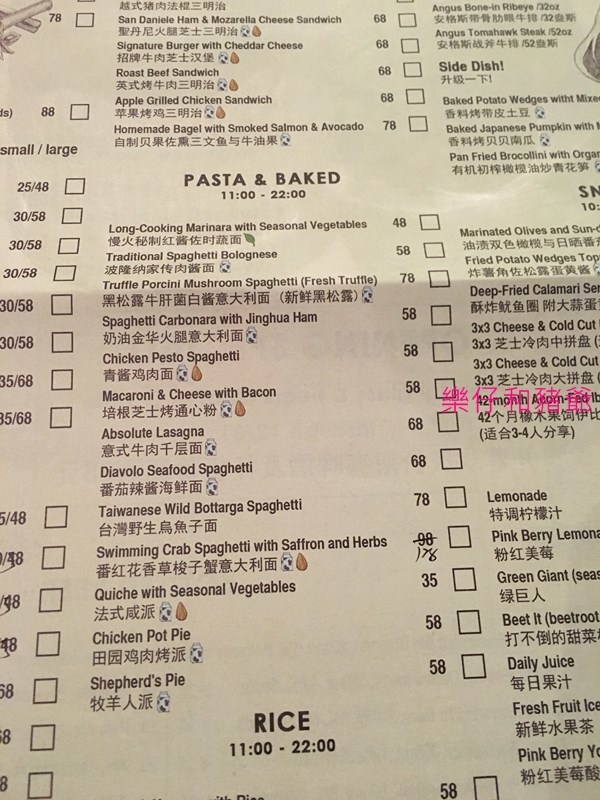 越式猪肉法棍三明治
78
San Daniele Ham & Mozarella Cheese Sandwich 68
聖丹尼火腿芝士三明治
Signature Burger with Cheddar Cheese 68
招牌牛肉芝士汉堡
Roast Beef Sandwich 68
英式烤牛肉三明治
Apple Grilled Chicken Sandwich 68
苹果烤鸡三明治
Homemade Bagel with Smoked Salmon & Avocado 78
自制贝果佐熏三文鱼与牛油果
88
small / large
25/48
30/58
30/58
30/58
30/58
30/58
35/68
35/68
PASTA & BAKED
11:00 - 22:00
Long-Cooking Marinara with Seasonal Vegetables 48
慢火秘制红酱佐时蔬面
Traditional Spaghetti Bolognese 58
波隆纳家传肉酱面
Truffle Porcini Mushroom Spaghetti (Fresh Truffle) 78
黑松露牛肝菌白酱意大利面（新鲜黑松露）
Spaghetti Carbonara with Jinghua Ham 58
奶油金华火腿意大利面
Chicken Pesto Spaghetti 58
青酱鸡肉面
Macaroni & Cheese with Bacon 58
培根芝士烤通心粉
Absolute Lasagna 68
意式牛肉千层面
Diavolo Seafood Spaghetti 68
番茄辣酱海鲜面
Taiwanese Wild Bottarga Spaghetti 78
台灣野生烏魚子面
Swimming Crab Spaghetti with Saffron and Herbs 98
178
番红花香草梭子蟹意大利面
Quiche with Seasonal Vegetables 35
法式咸派
Chicken Pot Pie 58
田园鸡肉烤派
Shepherd's Pie 58
牧羊人派
RICE
11:00 - 22:00
58
Angus Bone-in Ribeye /32oz
安格斯带骨肋眼牛排 /32盎斯
Angus Tomahawk Steak /52oz
安格斯战斧牛排 /52盎斯
Side Dish!
升级一下!
Baked Potato Wedges witht Mixed
香料烤带皮土豆
Baked Japanese Pumpkin with
香料烤贝贝南瓜
Pan Fried Brocollini with Organ
有机初榨橄榄油炒青花笋
SN
10:
Marinated Olives and Sun-d
油渍双色橄榄与日晒番茄
Fried Potato Wedges Top
炸薯角佐松露蛋黄酱
Deep-Fried Calamari Ser
酥炸鱿鱼圈 附大蒜蛋黄
3x3 Cheese & Cold Cut
3x3 芝士冷肉中拼盘
3x3 Cheese & Cold Cut
3x3 芝士冷肉大拼盘
42-month Acorn-Fed Ib
樂仔和豬爺
42个月橡木果饲伊比
(适合3-4人分享)
Lemonade
特调柠檬汁
Pink Berry Lemona
粉红美莓
Green Giant (seas
绿巨人
Beet It (beetroot
打不倒的甜菜
Daily Juice
每日果汁
Fresh Fruit Ice
新鲜水果茶
Pink Berry Yo
粉红美莓酸